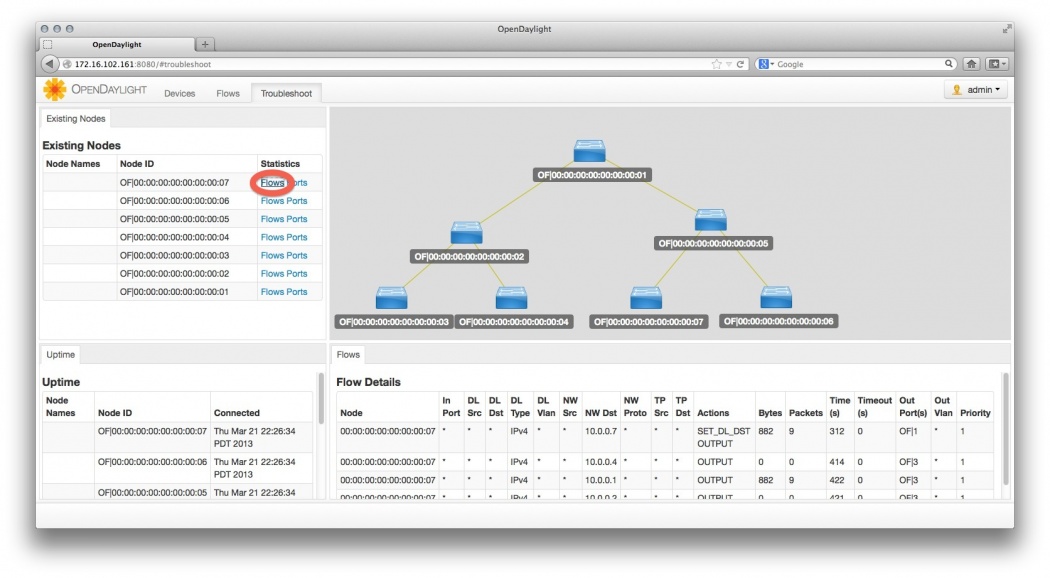 OpenDaylight
OpenDaylight
+
172.16.102.161:8080/#troubleshoot
Google
OPENDAYLIGHT Devices Flows Troubleshoot
admin
Existing Nodes
Existing Nodes
Node Names Node ID Statistics
OF|00:00:00:00:00:00:00:07 Flows Ports
OF|00:00:00:00:00:00:00:06 Flows Ports
OF|00:00:00:00:00:00:00:05 Flows Ports
OF|00:00:00:00:00:00:00:04 Flows Ports
OF|00:00:00:00:00:00:00:03 Flows Ports
OF|00:00:00:00:00:00:00:02 Flows Ports
OF|00:00:00:00:00:00:00:01 Flows Ports
OF|00:00:00:00:00:00:00:01
OF|00:00:00:00:00:00:00:05
OF|00:00:00:00:00:00:00:02
OF|00:00:00:00:00:00:00:03 OF|00:00:00:00:00:00:00:04 OF|00:00:00:00:00:00:00:07 OF|00:00:00:00:00:00:00:06
Uptime
Uptime
Node
Names Node ID Connected
OF|00:00:00:00:00:00:00:07 Thu Mar 21 22:26:34
PDT 2013
OF|00:00:00:00:00:00:00:06 Thu Mar 21 22:26:34
PDT 2013
OF|00:00:00:00:00:00:00:05 Thu Mar 21 22:26:34
Flows
Flow Details
In DL DL DL DL NW NW TP TP Time Timeout Out Out
Node Port Src Dst Type Vlan Src NW Dst Proto Src Dst Actions Bytes Packets (s) (s) Port(s) Vlan Priority
00:00:00:00:00:00:00:07 * * * IPv4 * * 10.0.0.7 * * * SET_DL_DST 882 9 312 0 OF|1 * 1
OUTPUT
00:00:00:00:00:00:00:07 * * * IPv4 * * 10.0.0.4 * * * OUTPUT 0 0 414 0 OF|3 * 1
00:00:00:00:00:00:00:07 * * * IPv4 * * 10.0.0.1 * * * OUTPUT 882 9 422 0 OF|3 * 1
00:00:00:00:00:00:00:07 * * * IPv4 * * * * * OUTPUT 0 0 421 0 OF|3 * 1